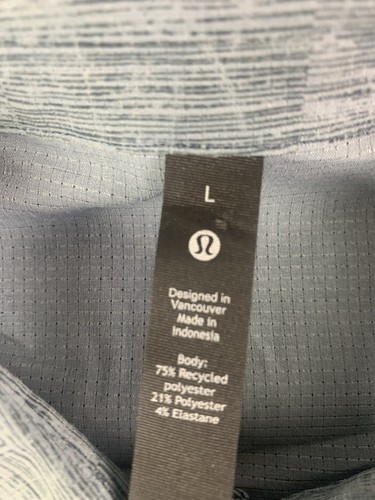 L
Designed in
Vancouver
Made in
Indonesia
Body:
75% Recycled
polyester
21% Polyester
4% Elastane